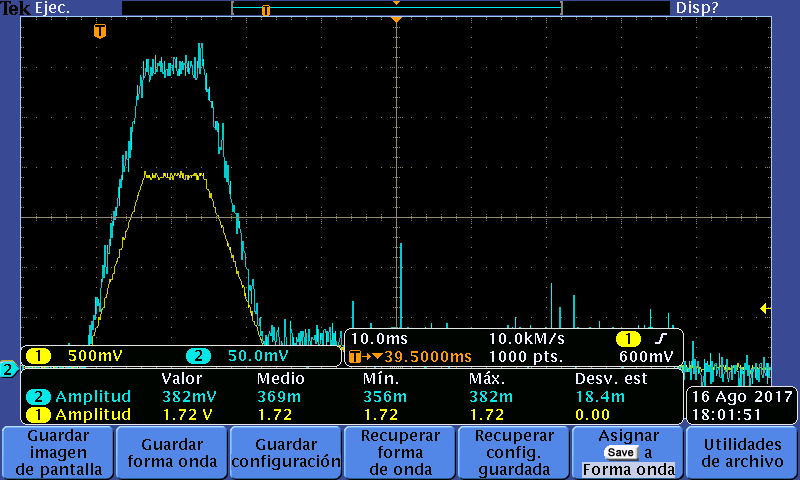 Tek Ejec. T Disp?
T
2
1 500mV 2 50.0mV
10.0ms 10.0kM/s 1
T→▼39.5000ms 1000 pts. 600mV
Valor Medio Mín. Máx. Desv. est
2 Amplitud 382mV 369m 356m 382m 18.4m
1 Amplitud 1.72 V 1.72 1.72 1.72 0.00
16 Ago 2017
18:01:51
Guardar
imagen
de pantalla
Guardar
forma onda
Guardar
configuración
Recuperar
forma
de onda
Recuperar
config.
guardada
Asignar
Save a
Forma onda
Utilidades
de archivo